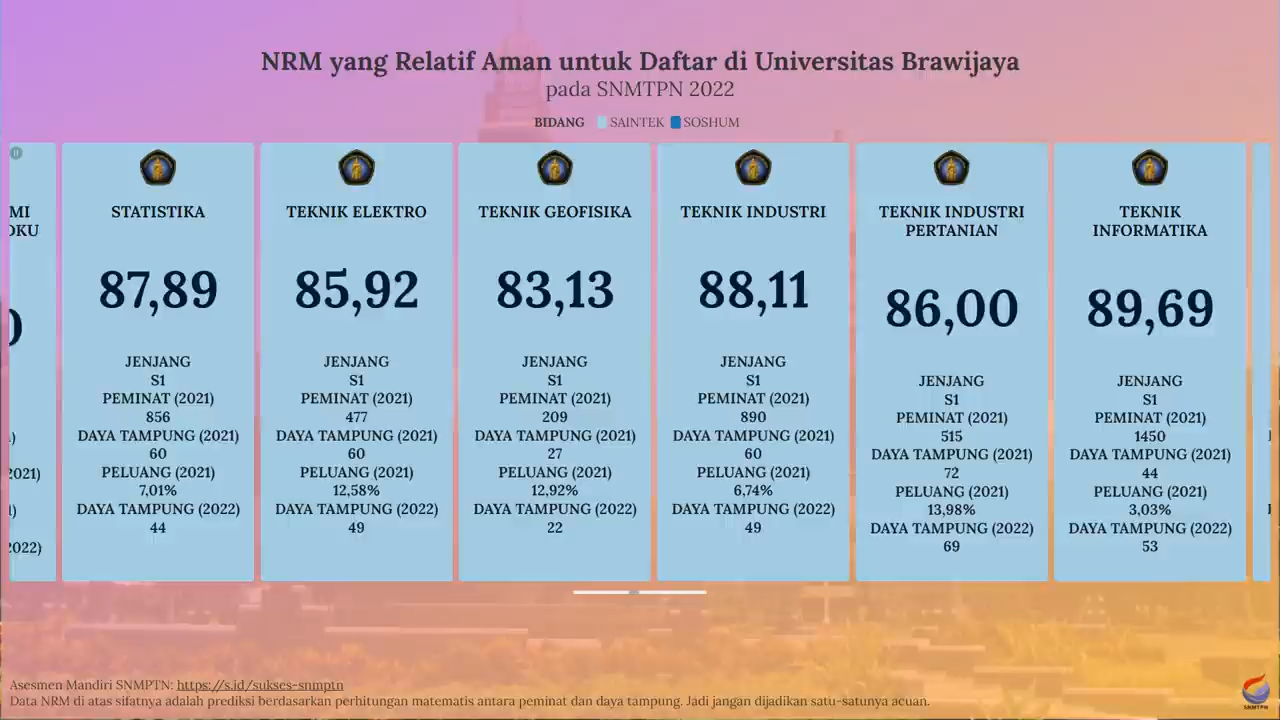 NRM yang Relatif Aman untuk Daftar di Universitas Brawijaya
pada SNMTPN 2022
BIDANG SAINTEK SOSHUM
MI
OKU
2021)
2022)
STATISTIKA
87,89
JENJANG
S1
PEMINAT (2021)
856
DAYA TAMPUNG (2021)
60
PELUANG (2021)
7,01%
DAYA TAMPUNG (2022)
44
TEKNIK ELEKTRO
85,92
JENJANG
S1
PEMINAT (2021)
477
DAYA TAMPUNG (2021)
60
PELUANG (2021)
12,58%
DAYA TAMPUNG (2022)
49
TEKNIK GEOFISIKA
83,13
JENJANG
S1
PEMINAT (2021)
209
DAYA TAMPUNG (2021)
27
PELUANG (2021)
12,92%
DAYA TAMPUNG (2022)
22
TEKNIK INDUSTRI
88,11
JENJANG
S1
PEMINAT (2021)
890
DAYA TAMPUNG (2021)
60
PELUANG (2021)
6,74%
DAYA TAMPUNG (2022)
49
TEKNIK INDUSTRI
PERTANIAN
86,00
JENJANG
S1
PEMINAT (2021)
515
DAYA TAMPUNG (2021)
72
PELUANG (2021)
13,98%
DAYA TAMPUNG (2022)
69
TEKNIK
INFORMATIKA
89,69
JENJANG
S1
PEMINAT (2021)
1450
DAYA TAMPUNG (2021)
44
PELUANG (2021)
3,03%
DAYA TAMPUNG (2022)
53
Asesmen Mandiri SNMPTN: https://s.id/sukses-snmptn
Data NRM di atas sifatnya adalah prediksi berdasarkan perhitungan matematis antara peminat dan daya tampung. Jadi jangan dijadikan satu-satunya acuan.
SNMTPN